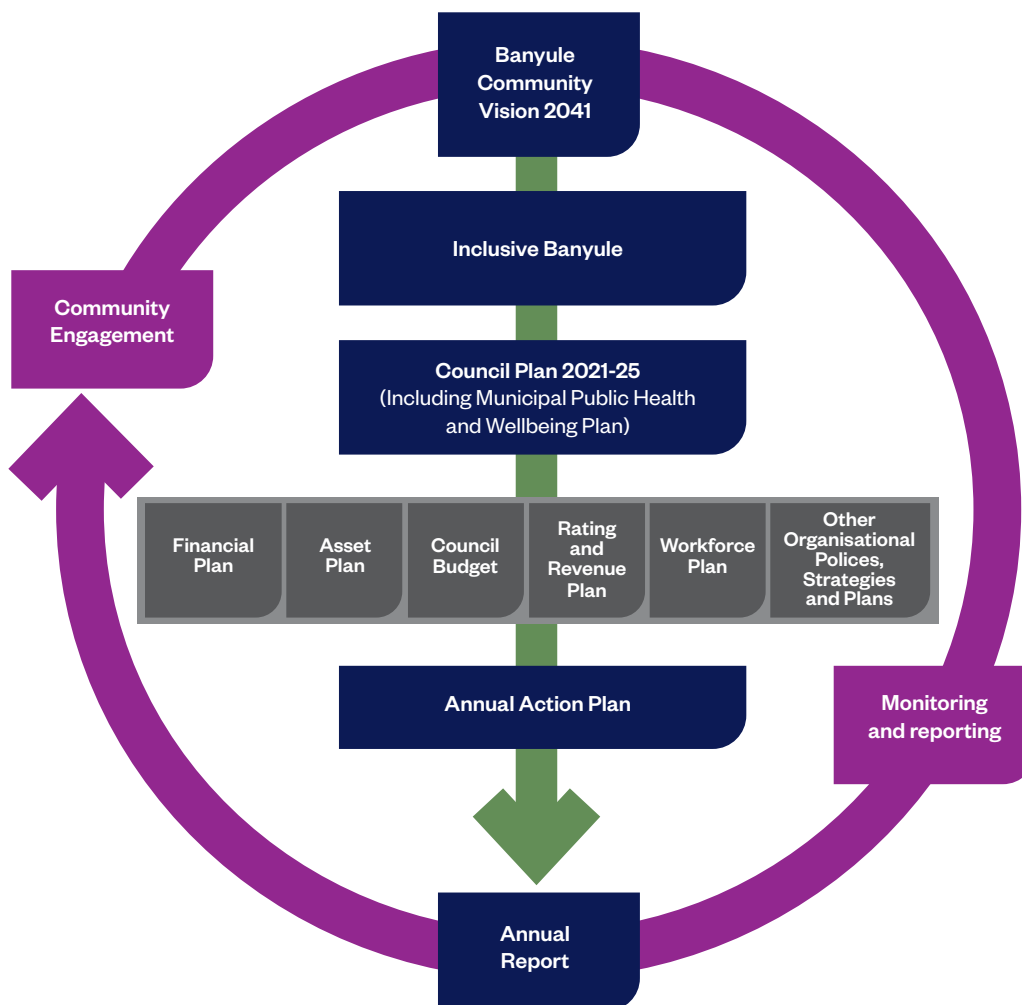 Banyule
Community
Vision 2041
Inclusive Banyule
Community
Engagement
Council Plan 2021-25
(Including Municipal Public Health
and Wellbeing Plan)
Financial
Plan
Asset
Plan
Council
Budget
Rating
and
Revenue
Plan
Workforce
Plan
Other
Organisational
Polices,
Strategies
and Plans
Annual Action Plan
Monitoring
and reporting
Annual
Report